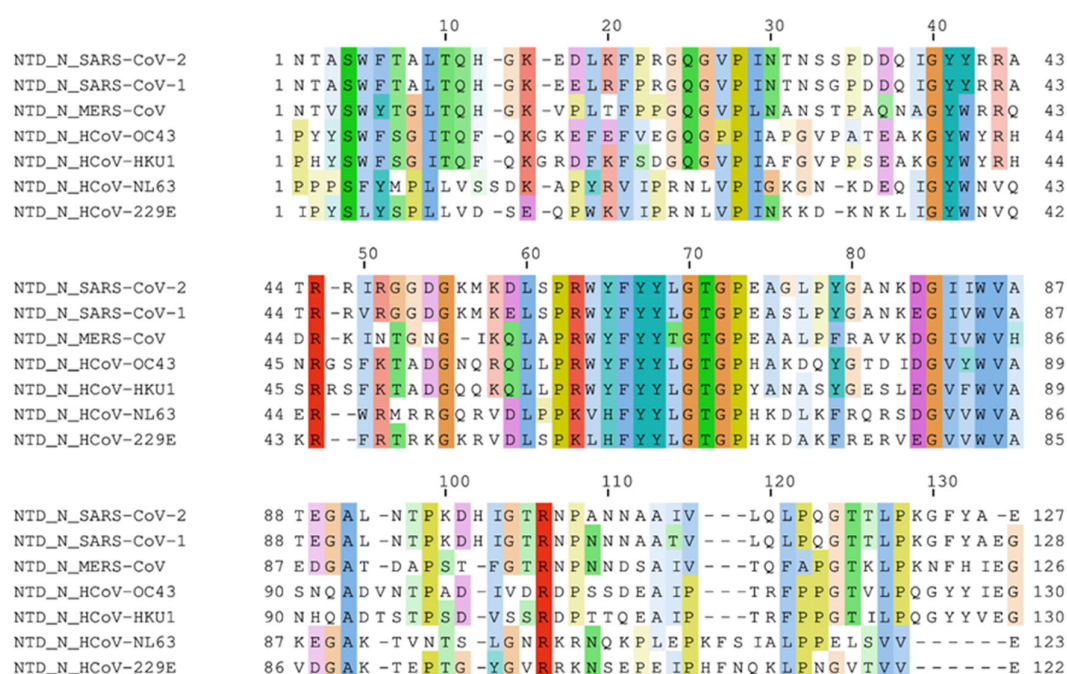 10 20 30 40
NTD_N_SARS-CoV-2 1 NTASWFTALTQH-GK-EDLKFPRGQGVPINTNSSPDDQIGYYRRA 43
NTD_N_SARS-CoV-1 1 NTASWFTALTQH-GK-EELRFPRGQGVPINTNSGPDDQIGYYRRA 43
NTD_N_MERS-CoV 1 NTVSWYTGLTQH-GK-VPLTFPPGQGVPLNANSTPAQNAGYWRRQ 43
NTD_N_HCoV-OC43 1 PYYSWFSGITQF-QKGKEFEFVEGQGPPIAPGVPATEAKGYWYRH 44
NTD_N_HCoV-HKU1 1 PHYSWFSGITQF-QKGRDFKFSDGQGVPIAFGVPPSEAKGYWYRH 44
NTD_N_HCoV-NL63 1 PPPSFYMPLLVSSDK-APYRVIPRNLVPIGKGN-KDEQIGYWNVQ 43
NTD_N_HCoV-229E 1 IPYSLYSPLLVD-SE-QPWKVIPRNLVPINKKD-KNKLIGYWNVQ 42
50 60 70 80
NTD_N_SARS-CoV-2 44 TR-RIRGGDGKMKDLSPRWYFYYLGTGPEAGLPYGANKDGIIWVA 87
NTD_N_SARS-CoV-1 44 TR-RVRGGDGKMKELSPRWYFYYLGTGPEASLPYGANKEGIVWVA 87
NTD_N_MERS-CoV 44 DR-KINTGNG-IKQLAPRWYFYYTGTGPEAALPFRAVKDGIVWVH 86
NTD_N_HCoV-OC43 45 NRGSFKTADGNQRQLLPRWYFYYLGTGPHAKDQYGTDIDGVYWVA 89
NTD_N_HCoV-HKU1 45 SRRSFKTADGQQKQLLPRWYFYYLGTGPYANASYGESLEGVFWVA 89
NTD_N_HCoV-NL63 44 ER--WRMRRGQRVDLPPKVHFYYLGTGPHKDLKFRQRSDGVVWVA 86
NTD_N_HCoV-229E 43 KR--FRTRKGKRVDLSPKLHFYYLGTGPHKDAKFRERVEGVVWVA 85
100 110 120 130
NTD_N_SARS-CoV-2 88 TEGAL-NTPKDHIGTRNPANNAAIV---LQLPQGTTLPKGFYA-E 127
NTD_N_SARS-CoV-1 88 TEGAL-NTPKDHIGTRNPNNNAATV---LQLPQGTTLPKGFYAEG 128
NTD_N_MERS-CoV 87 EDGAT-DAPST-FGTRNPNNDSAIV---TQFAPGTKLPKNFHIEG 126
NTD_N_HCoV-OC43 90 SNQADVNTPAD-IVDRDPSSDEAIP---TRFPPGTVLPQGYYIEG 130
NTD_N_HCoV-HKU1 90 NHQADTSTPSD-VSSRDPTTQEAIP---TRFPPGTILPQGYYVEG 130
NTD_N_HCoV-NL63 87 KEGAK-TVNTS-LGNRKRNQKPLEPKFSIALPPELSVV------E 123
NTD_N_HCoV-229E 86 VDGAK-TEPTG-YGVRRKNSEPEIPHFNQKLPNGVTVV------E 122